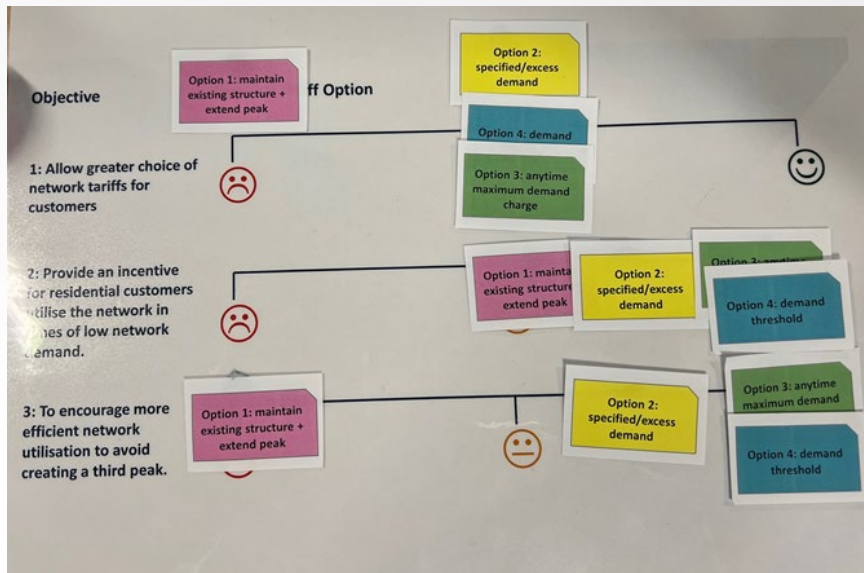 Objective
Option 1: maintain
existing structure +
extend peak
ff Option
Option 2:
specified/excess
demand
Option 4: demand
Option 3: anytime
maximum demand
charge
1: Allow greater choice of
network tariffs for
customers
2: Provide an incentive
for residential customers
utilise the network in
of low network
demand.
Option 1: mainta
existing structure
extend peak
Option 2:
specified/excess
demand
Option 3: anytime
Option 4: demand
threshold
3: To encourage more
efficient network
utilisation to avoid
creating a third peak.
Option 1: maintain
existing structure +
extend peak
Option 2:
specified/excess
demand
Option 3: anytime
maximum demand
Option 4: demand
threshold